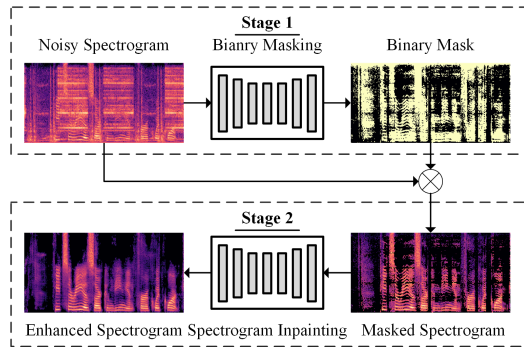 Stage 1
Noisy Spectrogram Bianry Masking Binary Mask
Stage 2
Enhanced Spectrogram Spectrogram Inpainting Masked Spectrogram